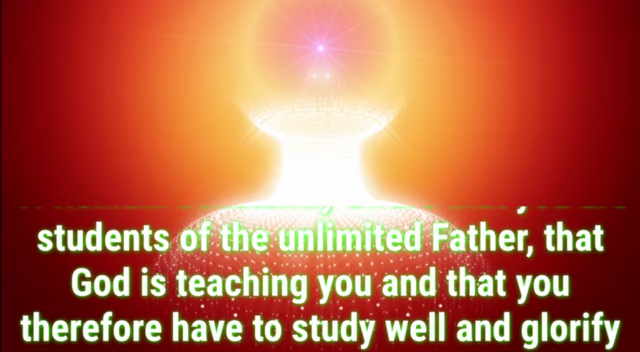 students of the unlimited Father, that
God is teaching you and that you
therefore have to study well and glorify